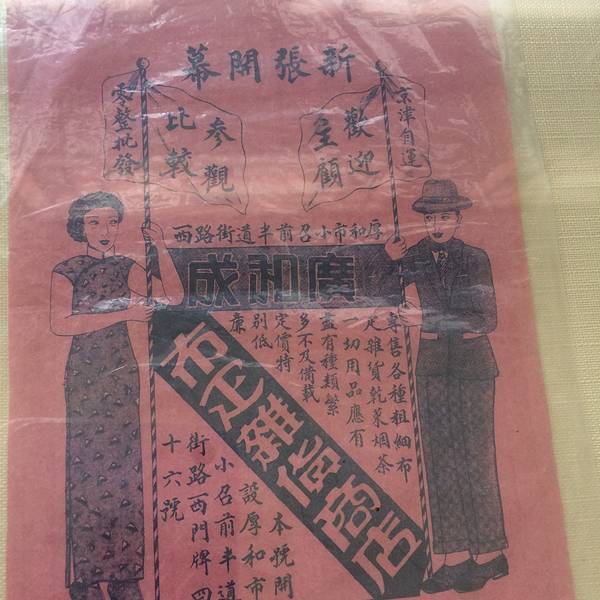 新張開幕
京津自運
歡迎
主顧
參觀
比較
零整批發
厚和市小召前半道街路西
廣和成
布疋雜貨商店
專售各種粗細布
疋雜貨乾菜烟茶
一切用品應有
盡有種類繁
多不及備載
定價特
別低
廉
本號開
設厚和市
小召前半道
街路西門牌四
十六號